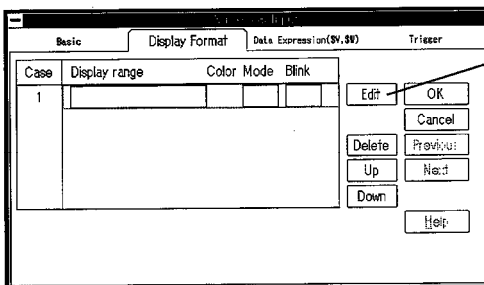 Basic Display Format Data Expression($V,$W) Trigger
Case Display range Color Mode Blink
1
Edit OK
Cancel
Delete Previous
Up Next
Down
Help